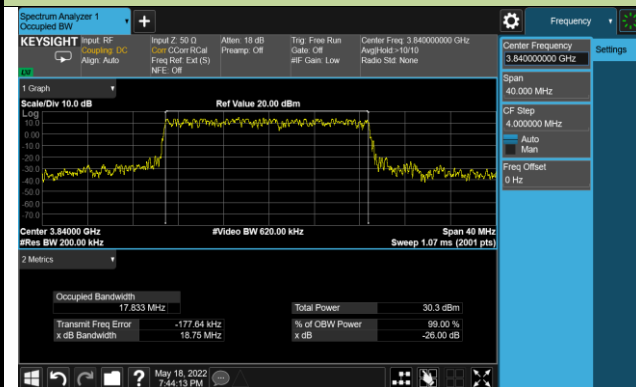 Spectrum Analyzer 1
Occupied BW
+
Frequency
KEYSIGHT
Input: RF
Coupling: DC
Align: Auto
Input Z: 50 Ω
Corr CCorr RCal
Freq Ref: Ext (S)
NFE: Off
Atten: 18 dB
Preamp: Off
Trig: Free Run
Gate: Off
#IF Gain: Low
Center Freq: 3.840000000 GHz
Avg|Hold:>10/10
Radio Std: None
Center Frequency
3.840000000 GHz
Settings
Span
40.000 MHz
CF Step
4.000000 MHz
Auto
Man
Freq Offset
0 Hz
1 Graph
Scale/Div 10.0 dB
Ref Value 20.00 dBm
Log
10.0
0.00
-10.0
-20.0
-30.0
-40.0
-50.0
-60.0
-70.0
Center 3.84000 GHz
#Video BW 620.00 kHz
Span 40 MHz
#Res BW 200.00 kHz
Sweep 1.07 ms (2001 pts)
2 Metrics
Occupied Bandwidth
17.833 MHz
Total Power 30.3 dBm
Transmit Freq Error -177.64 kHz
% of OBW Power 99.00 %
x dB Bandwidth 18.75 MHz
x dB -26.00 dB
?
May 18, 2022
7:44:13 PM